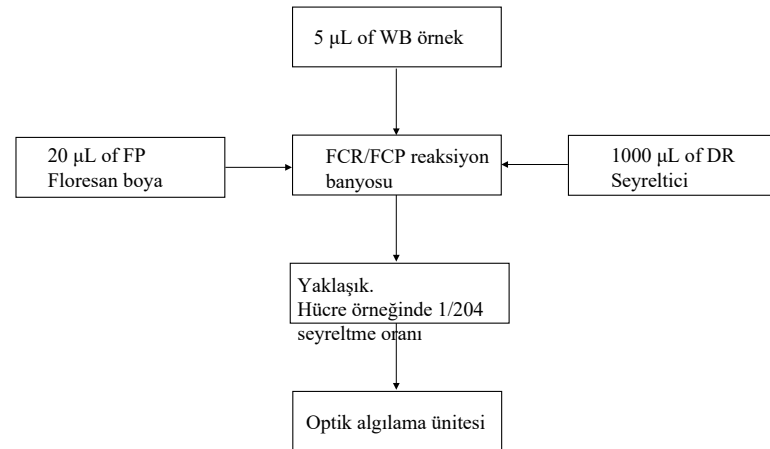 5 μL of WB örnek
20 μL of FP
Floresan boya
FCR/FCP reaksiyon
banyosu
1000 μL of DR
Seyreltici
Yaklaşık.
Hücre örneğinde 1/204
seyreltme oranı
Optik algılama ünitesi